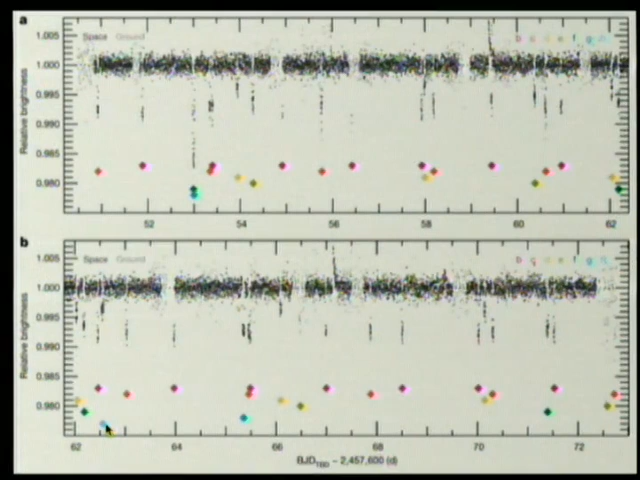 a
Space Ground
b c d e f g h
1.005
1.000
0.995
0.990
0.985
0.980
Relative brightness
52 54 56 58 60 62
b
Space Ground
b c d e f g h
1.005
1.000
0.995
0.990
0.985
0.980
Relative brightness
62 64 66 68 70 72
BJD_TBD − 2,457,600 (d)